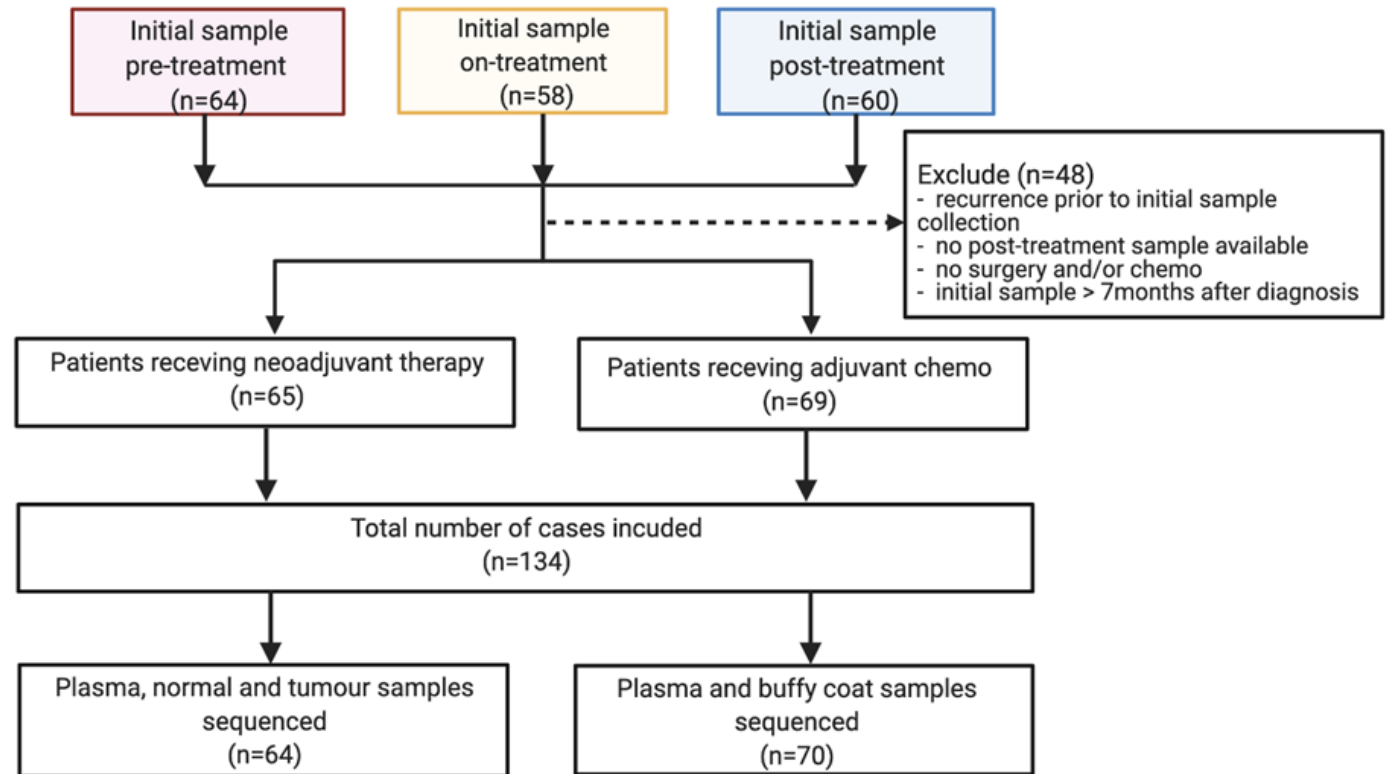 Initial sample
pre-treatment
(n=64)
Initial sample
on-treatment
(n=58)
Initial sample
post-treatment
(n=60)
Exclude (n=48)
- recurrence prior to initial sample
collection
- no post-treatment sample available
- no surgery and/or chemo
- initial sample > 7months after diagnosis
Patients receving neoadjuvant therapy
(n=65)
Patients receving adjuvant chemo
(n=69)
Total number of cases incuded
(n=134)
Plasma, normal and tumour samples
sequenced
(n=64)
Plasma and buffy coat samples
sequenced
(n=70)